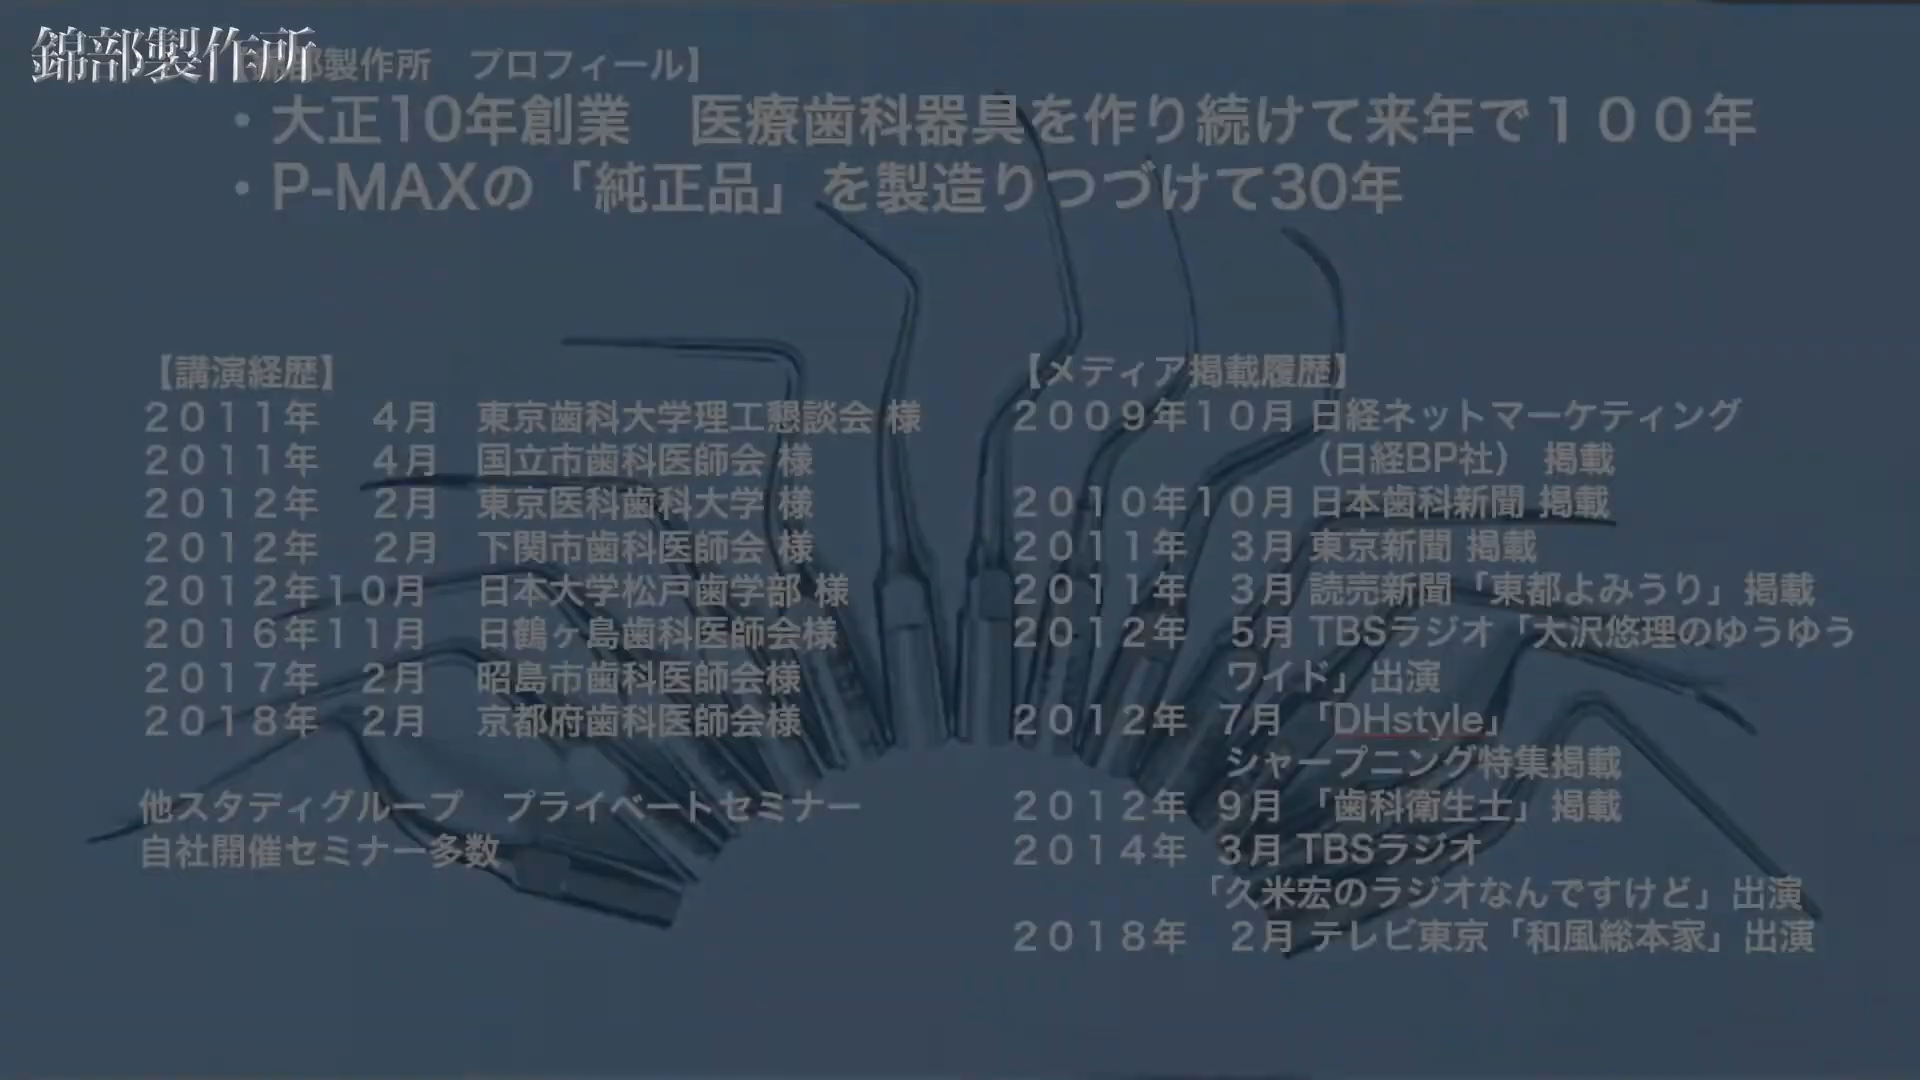 錦部製作所
【錦部製作所　プロフィール】
・大正10年創業　医療歯科器具を作り続けて来年で１００年
・P-MAXの「純正品」を製造りつづけて30年
【講演経歴】
２０１１年　４月　東京歯科大学理工懇談会 様
２０１１年　４月　国立市歯科医師会 様
２０１２年　２月　東京医科歯科大学 様
２０１２年　２月　下関市歯科医師会 様
２０１２年１０月　日本大学松戸歯学部 様
２０１６年１１月　日鶴ヶ島歯科医師会様
２０１７年　２月　昭島市歯科医師会様
２０１８年　２月　京都府歯科医師会様
他スタディグループ　プライベートセミナー
自社開催セミナー多数
【メディア掲載履歴】
２００９年１０月 日経ネットマーケティング
（日経BP社）　掲載
２０１０年１０月 日本歯科新聞 掲載
２０１１年　３月 東京新聞 掲載
２０１１年　３月 読売新聞「東都よみうり」掲載
２０１２年　５月 TBSラジオ「大沢悠理のゆうゆう
ワイド」出演
２０１２年　７月 「DHstyle」
シャープニング特集掲載
２０１２年　９月 「歯科衛生士」掲載
２０１４年　３月 TBSラジオ
「久米宏のラジオなんですけど」出演
２０１８年　２月 テレビ東京「和風総本家」出演